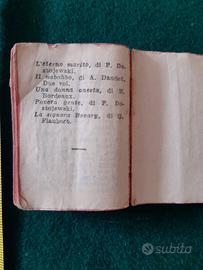 L'eterno marito, di F. Do-
stojewski.
Il nababbo, di A. Daudet,
Due vol.
Una donna onesta, di E.
Bordeaux.
Povera gente, di F. Do-
stojewski.
La signora Bovary, di G.
Flaubert.
subito